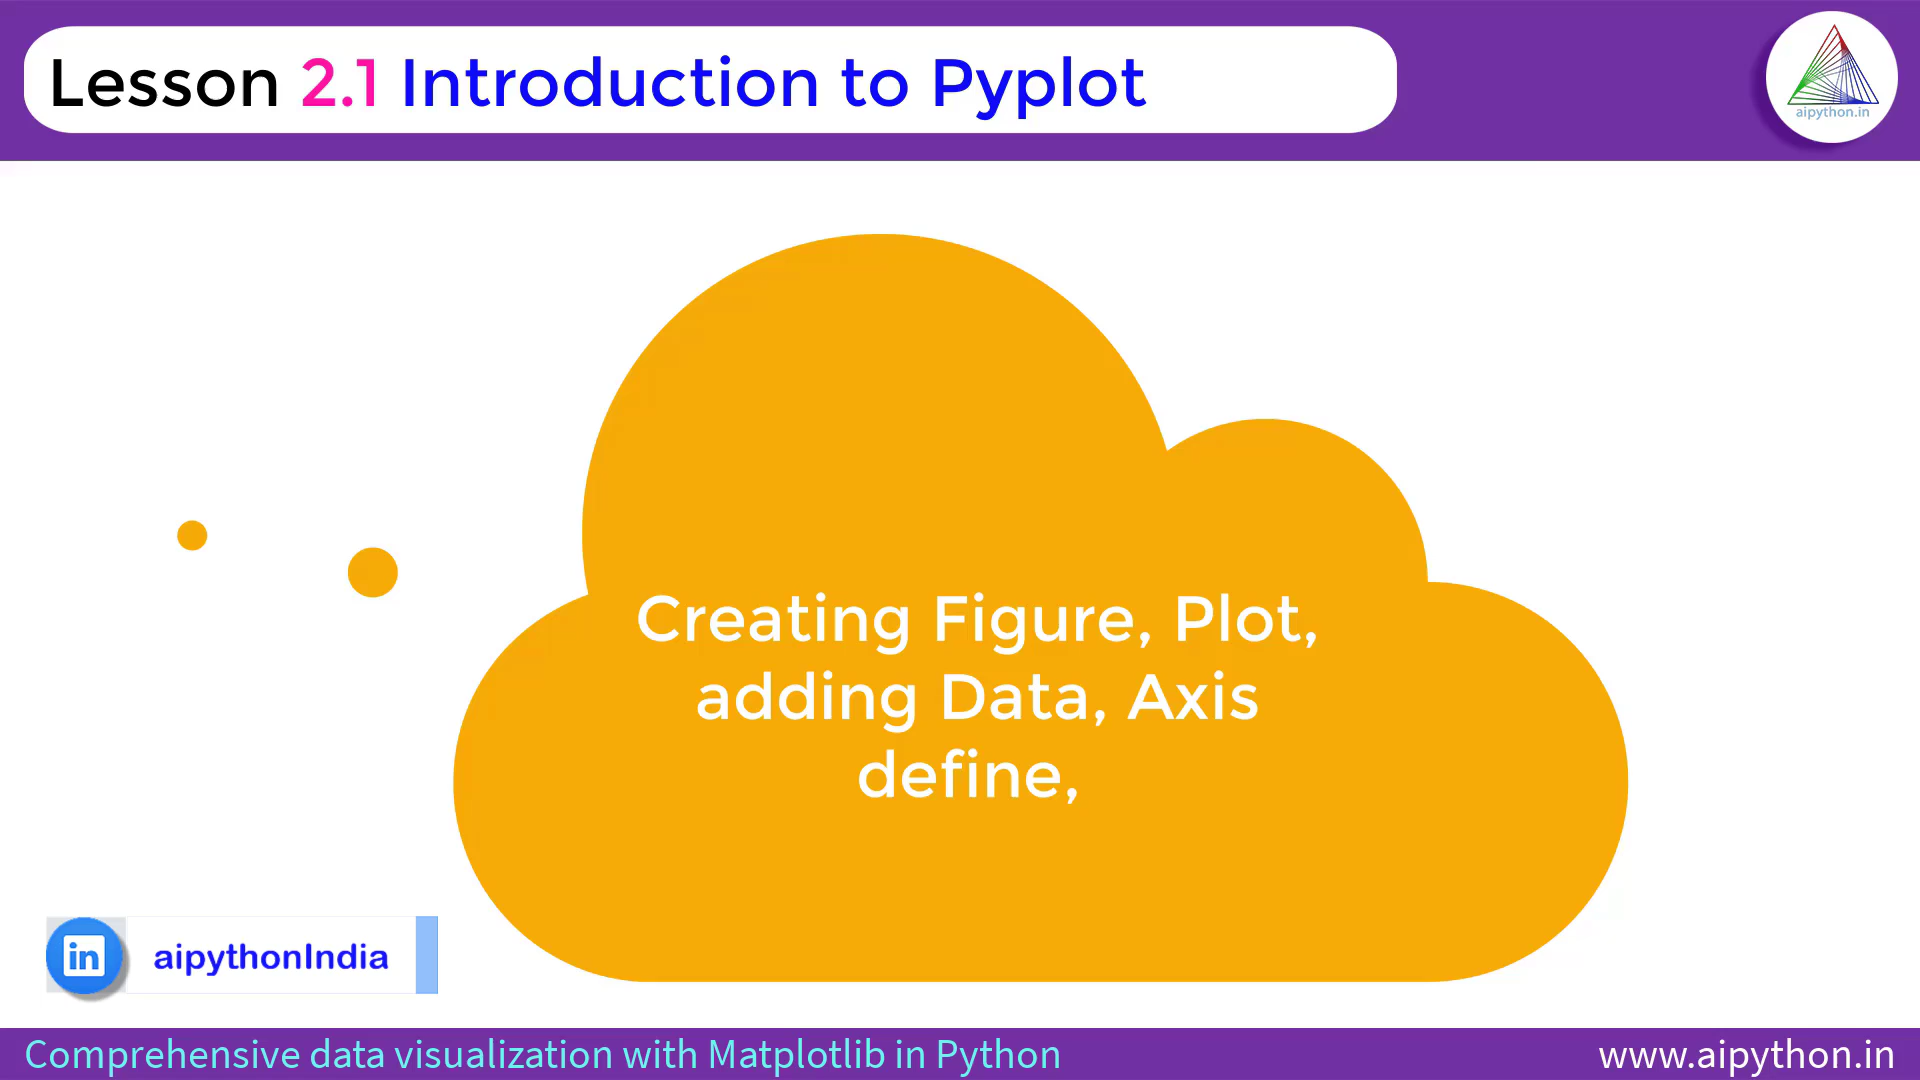 Lesson 2.1 Introduction to Pyplot
aipython.in
Creating Figure, Plot,
adding Data, Axis
define,
in aipythonIndia
Comprehensive data visualization with Matplotlib in Python
www.aipython.in